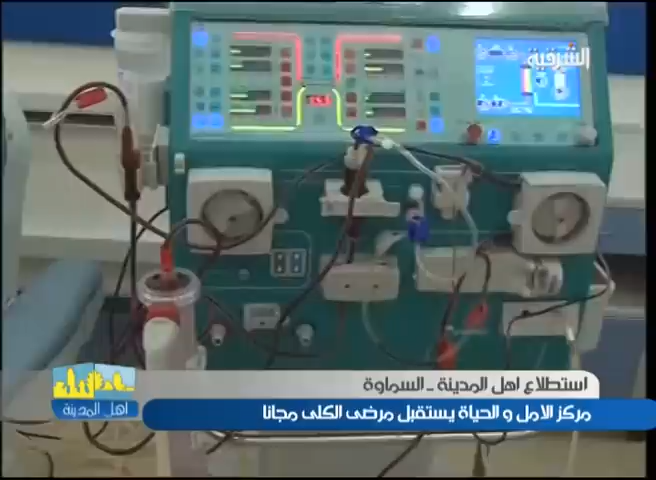 الشرقية
استطلاع اهل المدينة - السماوة
مركز الامل و الحياة يستقبل مرضى الكلى مجانا
اهل المدينة